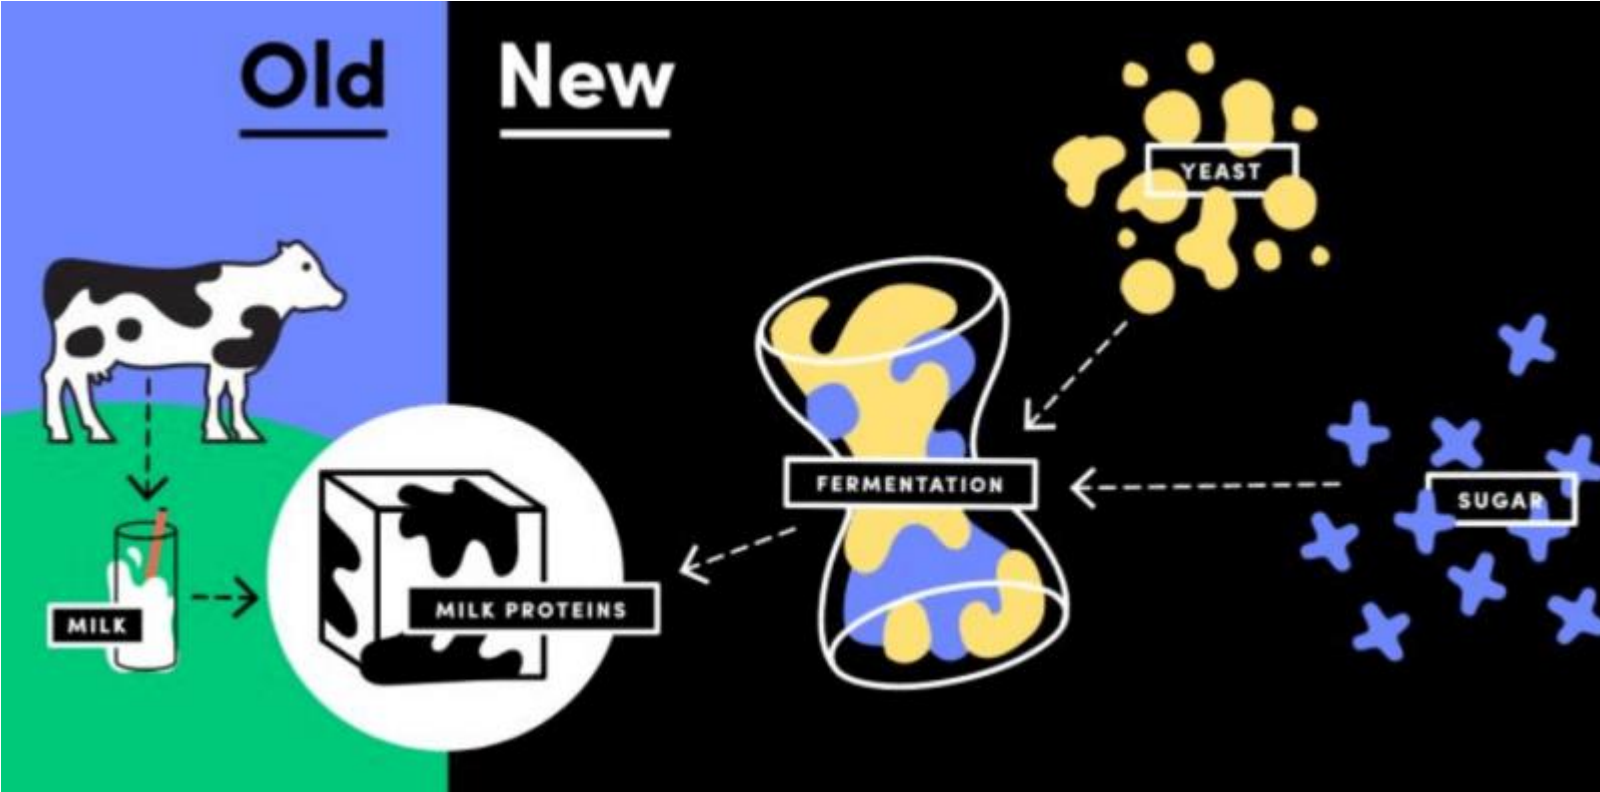 Old
New
YEAST
FERMENTATION
SUGAR
MILK PROTEINS
MILK